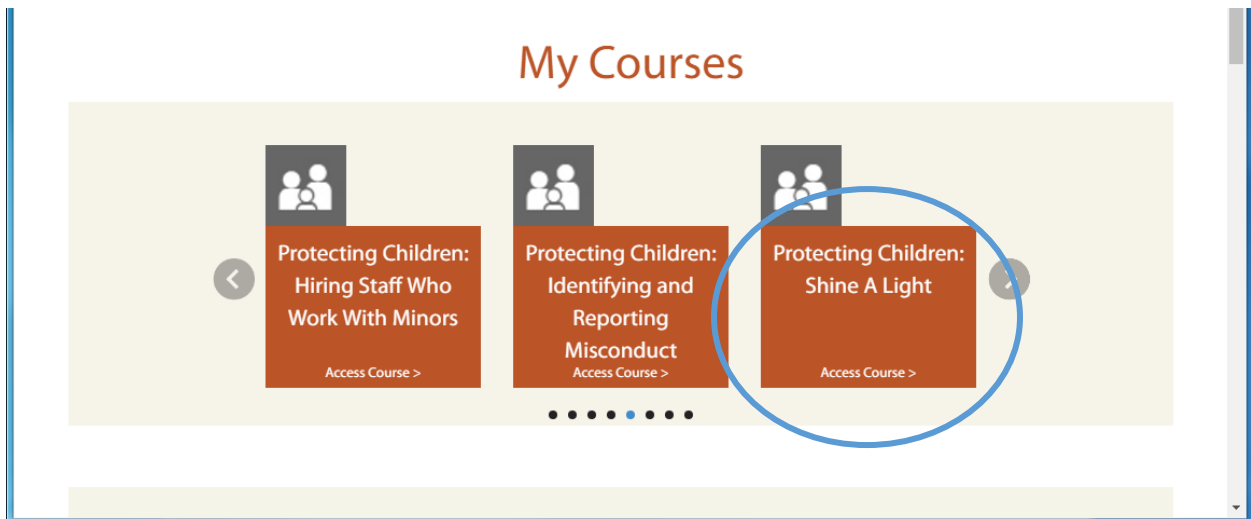 My Courses
Protecting Children:
Hiring Staff Who
Work With Minors
Access Course >
Protecting Children:
Identifying and
Reporting
Misconduct
Access Course >
Protecting Children:
Shine A Light
Access Course >